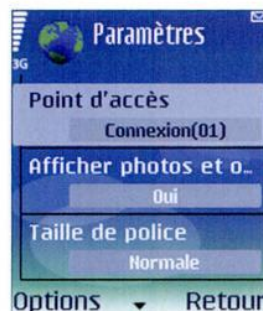 Paramètres
3G
Point d'accès
Connexion(01)
Afficher photos et o…
Oui
Taille de police
Normale
Options
Retour